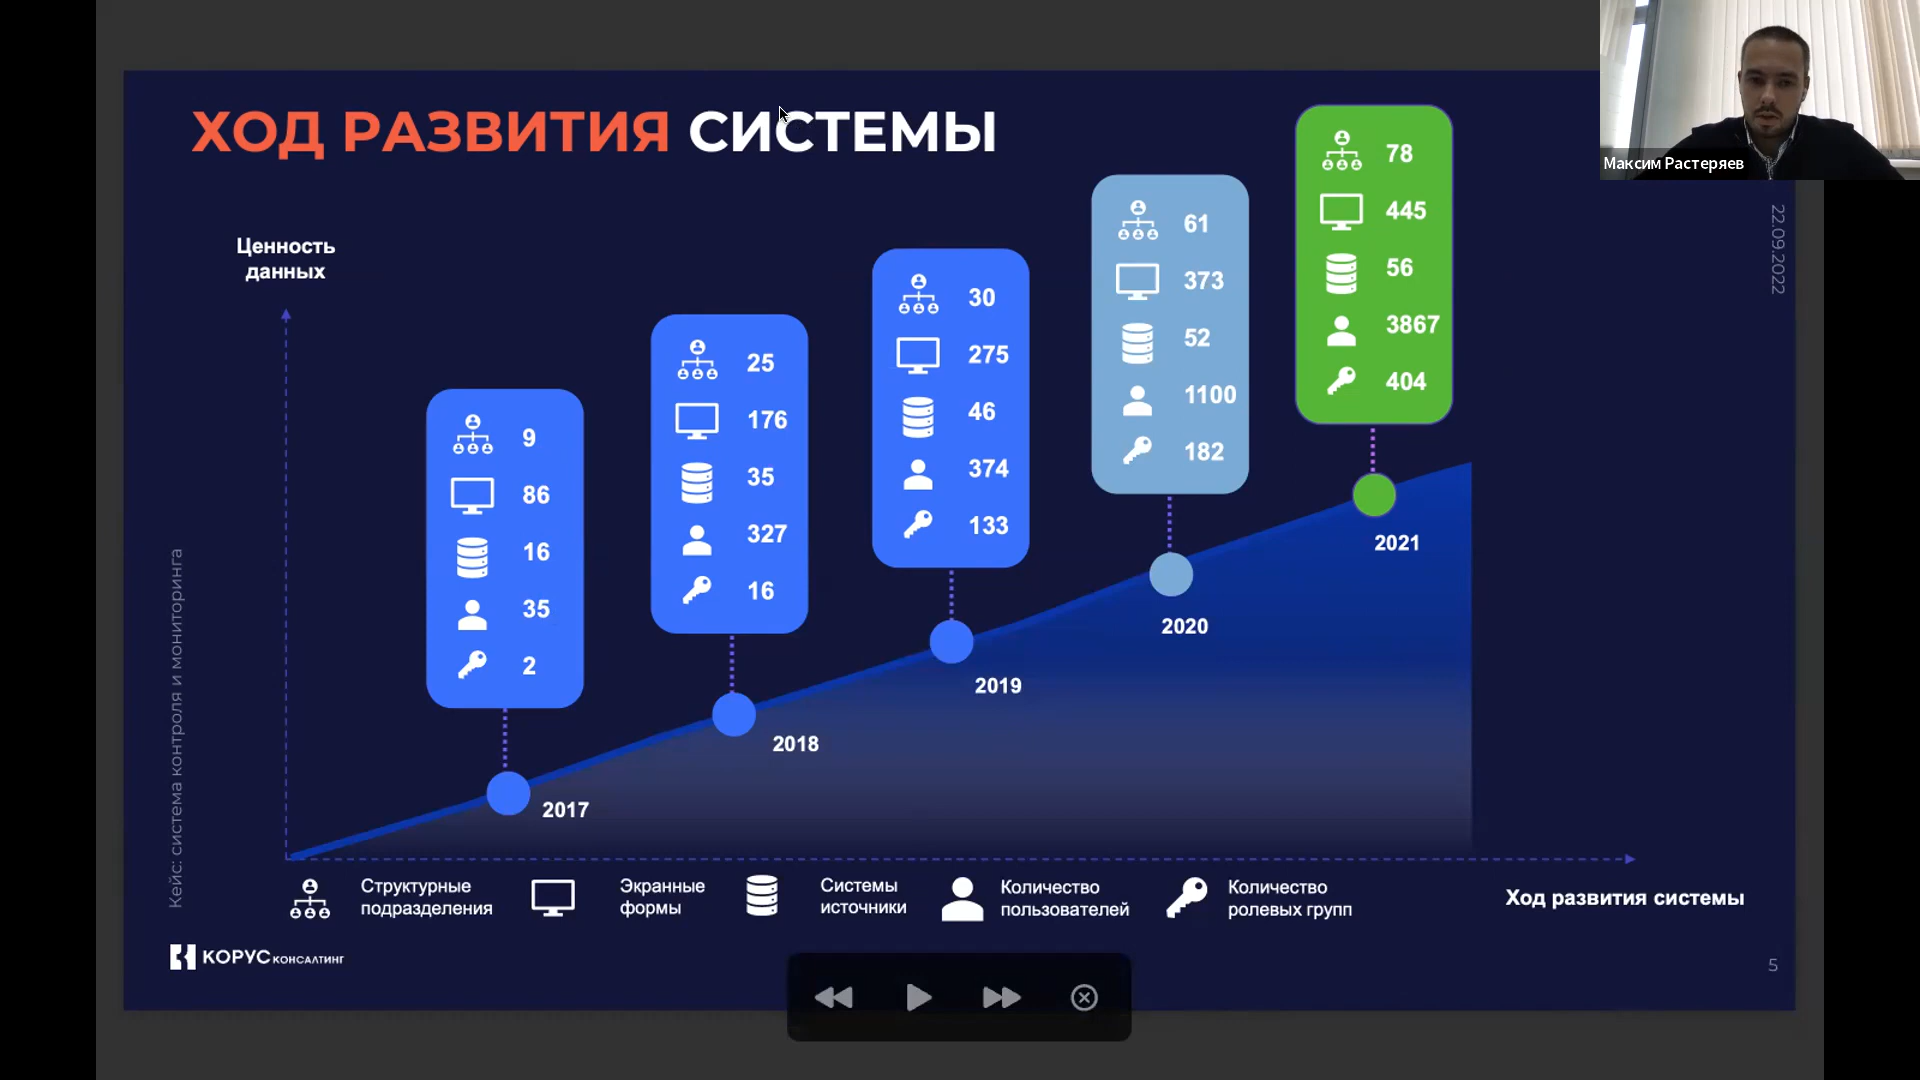 ХОД РАЗВИТИЯ СИСТЕМЫ
Максим Растеряев
22.09.2022
Ценность
данных
9
86
16
35
2
2017
25
176
35
327
16
2018
30
275
46
374
133
2019
61
373
52
1100
182
2020
78
445
56
3867
404
2021
Кейс: система контроля и мониторинга
Структурные
подразделения
Экранные
формы
Системы
источники
Количество
пользователей
Количество
ролевых групп
Ход развития системы
КОРУС КОНСАЛТИНГ
5